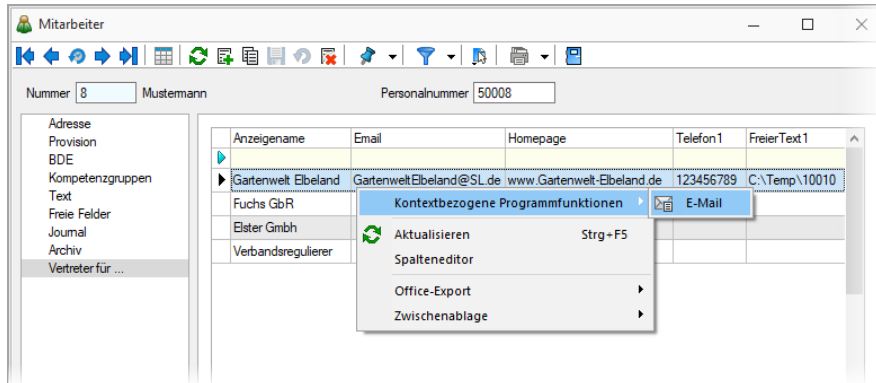 Mitarbeiter
Nummer 8 Mustermann Personalnummer 50008
Adresse
Provision
BDE
Kompetenzgruppen
Text
Freie Felder
Journal
Archiv
Vertreter für ...
Anzeigename Email Homepage Telefon1 FreierText1
Gartenwelt Elbeland GartenweltElbeland@SL.de www.Gartenwelt-Elbeland.de 123456789 C:\Temp\10010
Fuchs GbR
Elster Gmbh
Verbandsregulierer
Kontextbezogene Programmfunktionen E-Mail
Aktualisieren Strg+F5
Spalteneditor
Office-Export
Zwischenablage